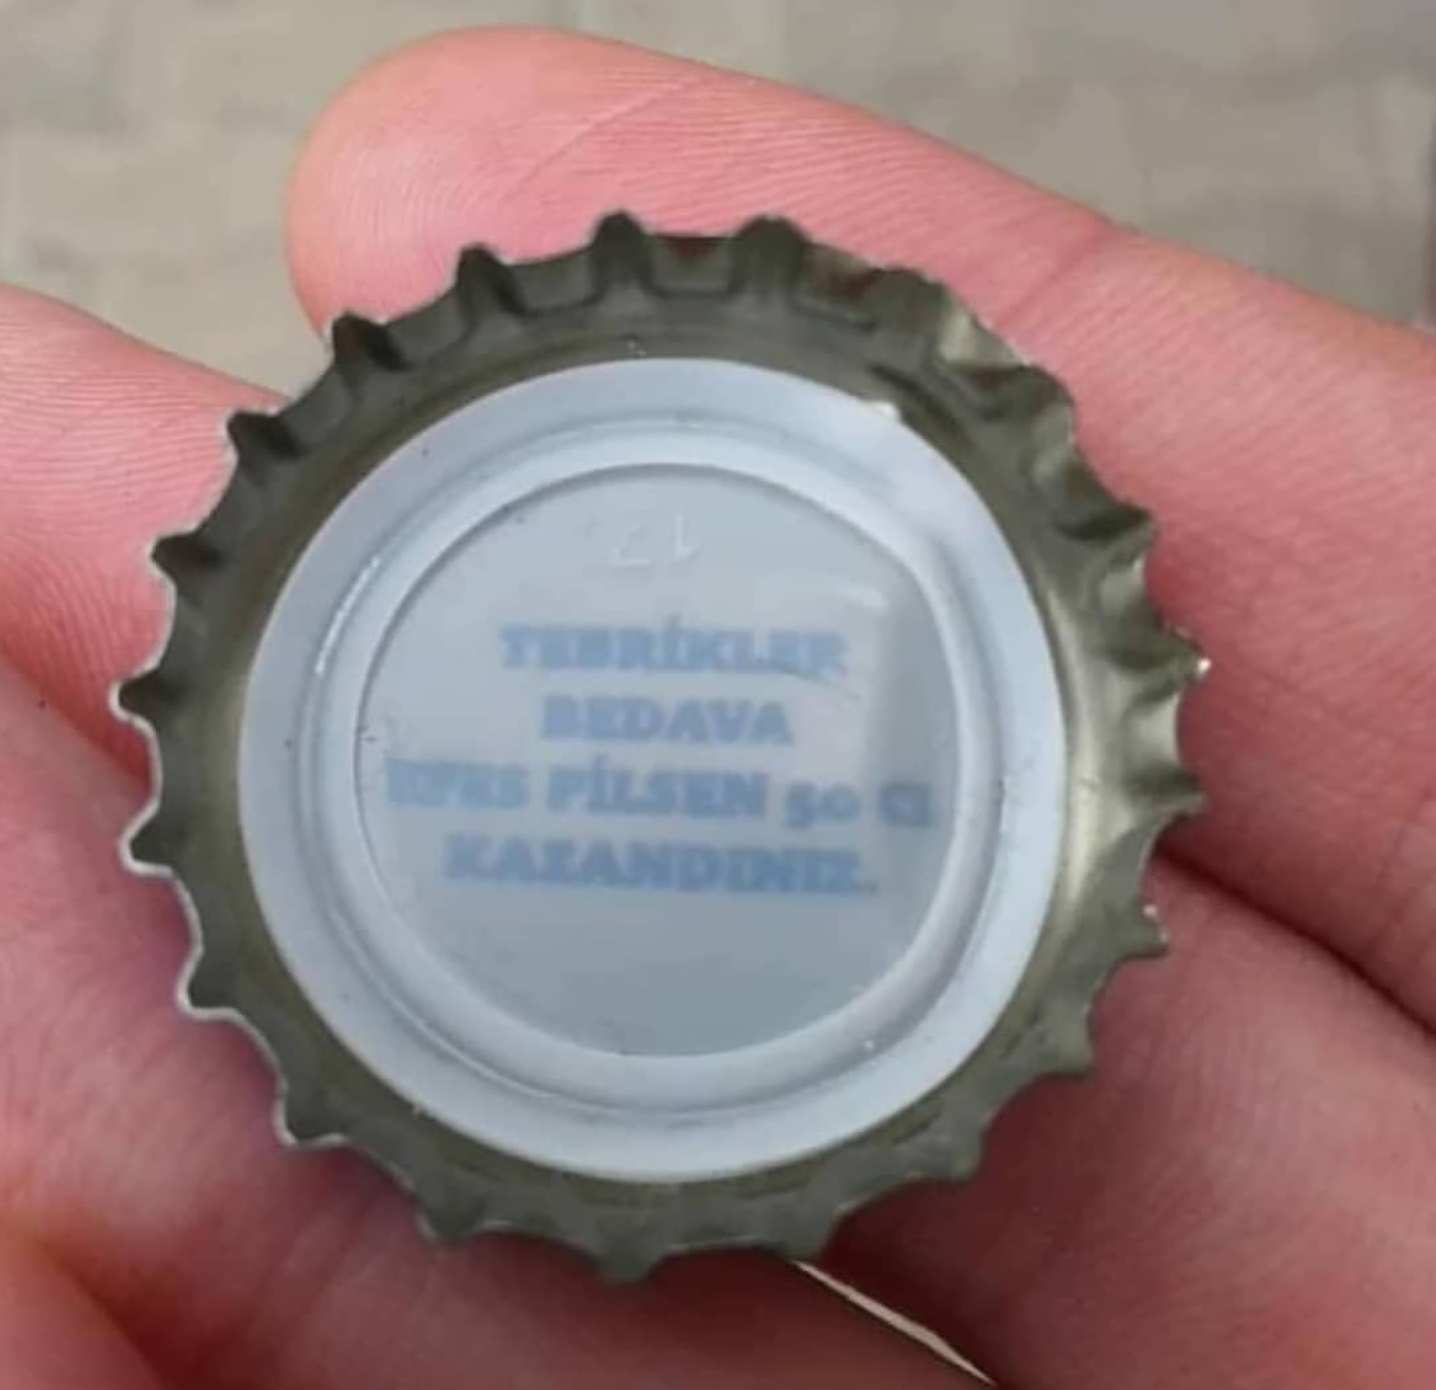 TEBRİKLER
BEDAVA
EFES PİLSEN 50 CL
KAZANDINIZ.